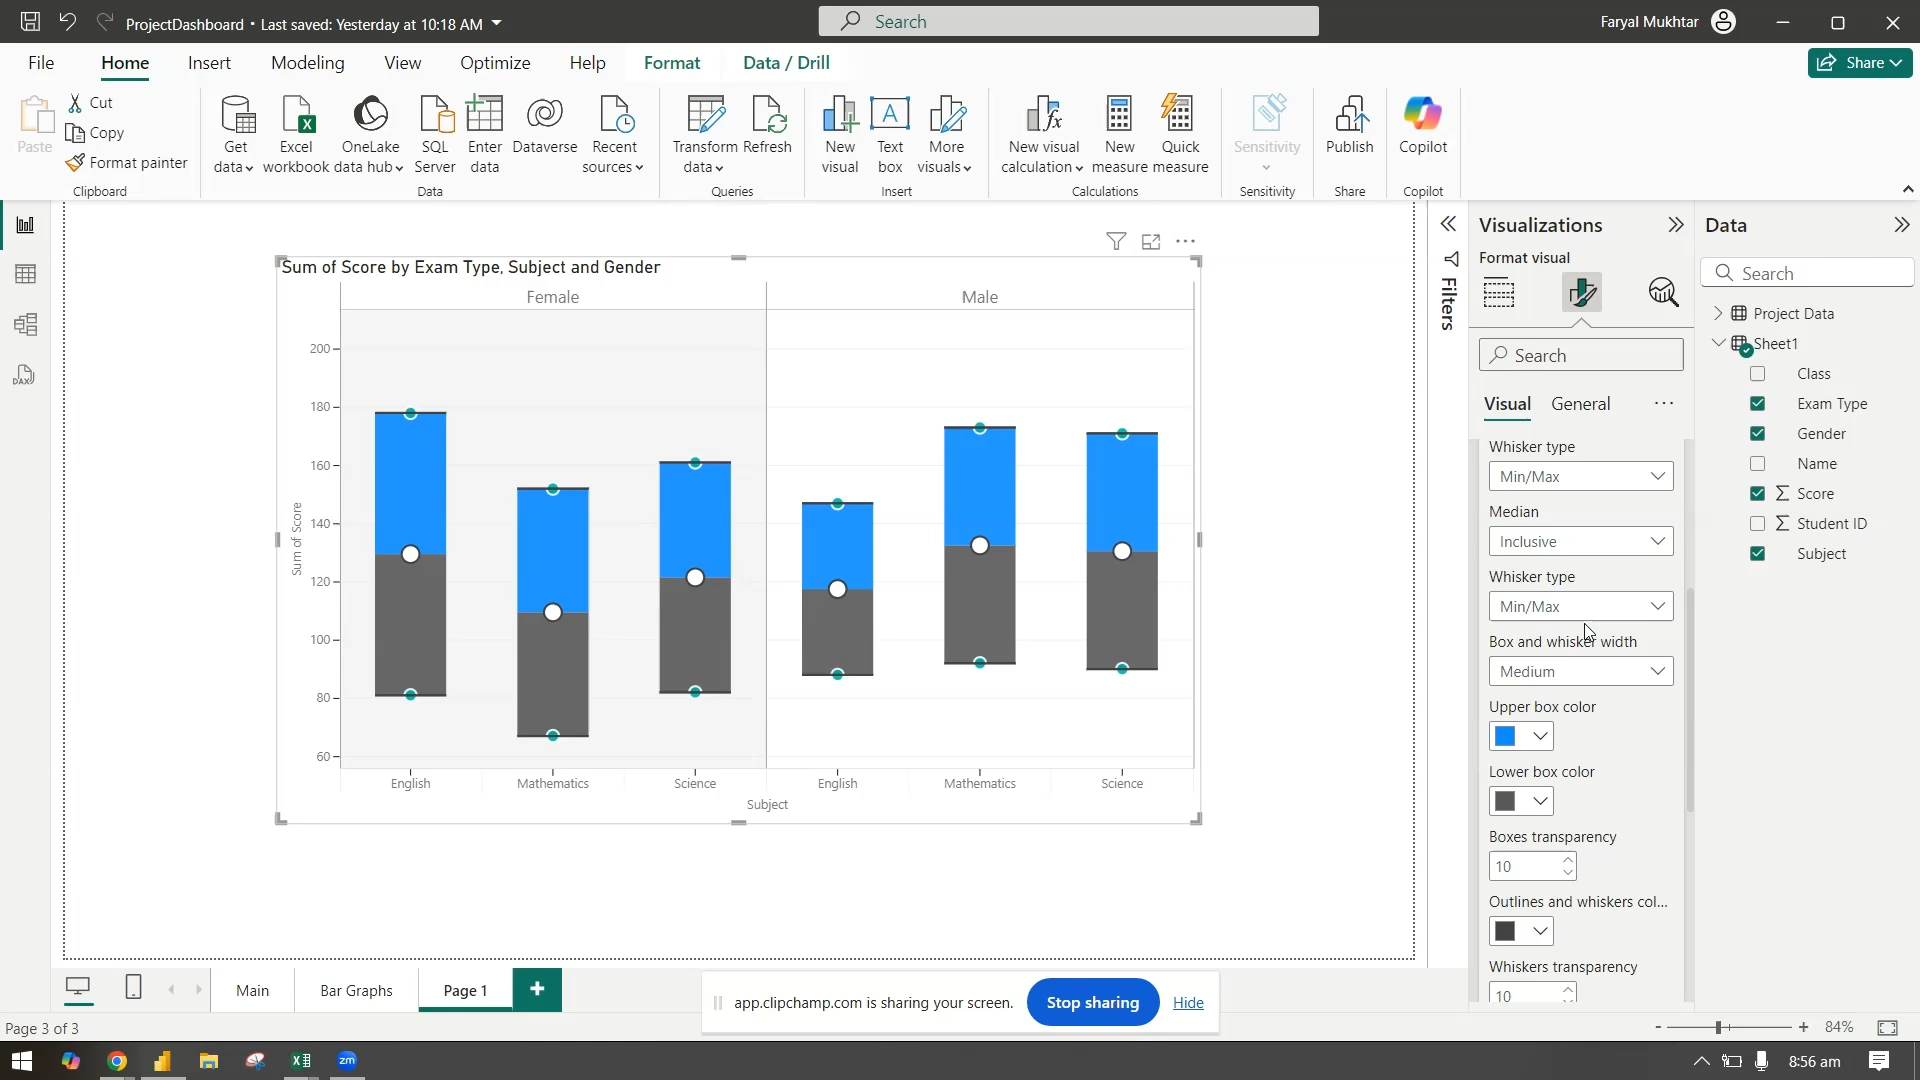 ProjectDashboard • Last saved: Yesterday at 10:18 AM
Search
Faryal Mukhtar
File
Home
Insert
Modeling
View
Optimize
Help
Format
Data / Drill
Share
Paste
Cut
Copy
Format painter
Clipboard
Get data
Excel workbook
OneLake data hub
SQL Server
Enter data
Dataverse
Recent sources
Data
Transform data
Refresh
Queries
New visual
Text box
More visuals
Insert
New visual calculation
New measure
Quick measure
Calculations
Sensitivity
Sensitivity
Publish
Share
Copilot
Copilot
DAX
Sum of Score by Exam Type, Subject and Gender
Female
Male
200
180
160
140
120
100
80
60
Sum of Score
English
Mathematics
Science
English
Mathematics
Science
Subject
Filters
Visualizations
Format visual
Search
Visual
General
Whisker type
Min/Max
Median
Inclusive
Whisker type
Min/Max
Box and whisker width
Medium
Upper box color
Lower box color
Boxes transparency
10
Outlines and whiskers col...
Whiskers transparency
10
Data
Search
Project Data
Sheet1
Class
Exam Type
Gender
Name
Score
Student ID
Subject
Main
Bar Graphs
Page 1
app.clipchamp.com is sharing your screen.
Stop sharing
Hide
Page 3 of 3
84%
zm
8:56 am